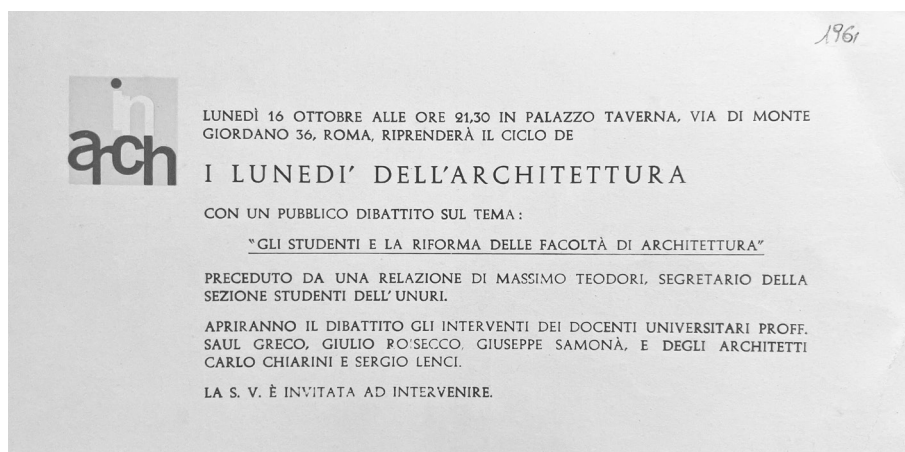 1961
in
arch
LUNEDÌ 16 OTTOBRE ALLE ORE 21,30 IN PALAZZO TAVERNA, VIA DI MONTE
GIORDANO 36, ROMA, RIPRENDERÀ IL CICLO DE
I LUNEDI' DELL'ARCHITETTURA
CON UN PUBBLICO DIBATTITO SUL TEMA:
"GLI STUDENTI E LA RIFORMA DELLE FACOLTÀ DI ARCHITETTURA"
PRECEDUTO DA UNA RELAZIONE DI MASSIMO TEODORI, SEGRETARIO DELLA
SEZIONE STUDENTI DELL'UNURI.
APRIRANNO IL DIBATTITO GLI INTERVENTI DEI DOCENTI UNIVERSITARI PROFF.
SAUL GRECO, GIULIO ROISECCO, GIUSEPPE SAMONÀ, E DEGLI ARCHITETTI
CARLO CHIARINI E SERGIO LENCI.
LA S. V. È INVITATA AD INTERVENIRE.